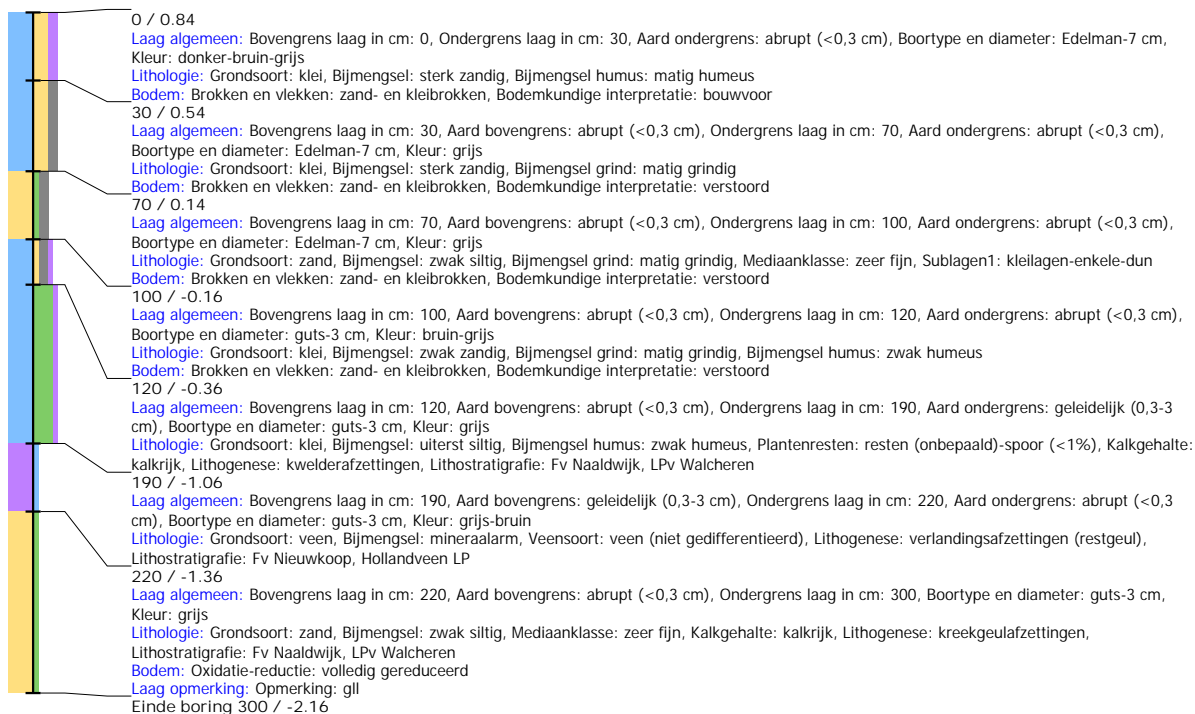 0 / 0.84
Laag algemeen: Bovengrens laag in cm: 0, Ondergrens laag in cm: 30, Aard ondergrens: abrupt (<0,3 cm), Boortype en diameter: Edelman-7 cm,
Kleur: donker-bruin-grijs
Lithologie: Grondsoort: klei, Bijmengsel: sterk zandig, Bijmengsel humus: matig humeus
Bodem: Brokken en vlekken: zand- en kleibrokken, Bodemkundige interpretatie: bouwvoor
30 / 0.54
Laag algemeen: Bovengrens laag in cm: 30, Aard bovengrens: abrupt (<0,3 cm), Ondergrens laag in cm: 70, Aard ondergrens: abrupt (<0,3 cm),
Boortype en diameter: Edelman-7 cm, Kleur: grijs
Lithologie: Grondsoort: klei, Bijmengsel: sterk zandig, Bijmengsel grind: matig grindig
Bodem: Brokken en vlekken: zand- en kleibrokken, Bodemkundige interpretatie: verstoord
70 / 0.14
Laag algemeen: Bovengrens laag in cm: 70, Aard bovengrens: abrupt (<0,3 cm), Ondergrens laag in cm: 100, Aard ondergrens: abrupt (<0,3 cm),
Boortype en diameter: Edelman-7 cm, Kleur: grijs
Lithologie: Grondsoort: zand, Bijmengsel: zwak siltig, Bijmengsel grind: matig grindig, Mediaanklasse: zeer fijn, Sublagen1: kleilagen-enkele-dun
Bodem: Brokken en vlekken: zand- en kleibrokken, Bodemkundige interpretatie: verstoord
100 / -0.16
Laag algemeen: Bovengrens laag in cm: 100, Aard bovengrens: abrupt (<0,3 cm), Ondergrens laag in cm: 120, Aard ondergrens: abrupt (<0,3 cm),
Boortype en diameter: guts-3 cm, Kleur: bruin-grijs
Lithologie: Grondsoort: klei, Bijmengsel: zwak zandig, Bijmengsel grind: matig grindig, Bijmengsel humus: zwak humeus
Bodem: Brokken en vlekken: zand- en kleibrokken, Bodemkundige interpretatie: verstoord
120 / -0.36
Laag algemeen: Bovengrens laag in cm: 120, Aard bovengrens: abrupt (<0,3 cm), Ondergrens laag in cm: 190, Aard ondergrens: geleidelijk (0,3-3
cm), Boortype en diameter: guts-3 cm, Kleur: grijs
Lithologie: Grondsoort: klei, Bijmengsel: uiterst siltig, Bijmengsel humus: zwak humeus, Plantenresten: resten (onbepaald)-spoor (<1%), Kalkgehalte:
kalkrijk, Lithogenese: kwelderafzettingen, Lithostratigrafie: Fv Naaldwijk, LPv Walcheren
190 / -1.06
Laag algemeen: Bovengrens laag in cm: 190, Aard bovengrens: geleidelijk (0,3-3 cm), Ondergrens laag in cm: 220, Aard ondergrens: abrupt (<0,3
cm), Boortype en diameter: guts-3 cm, Kleur: grijs-bruin
Lithologie: Grondsoort: veen, Bijmengsel: mineraalarm, Veensoort: veen (niet gedifferentieerd), Lithogenese: verlandingsafzettingen (restgeul),
Lithostratigrafie: Fv Nieuwkoop, Hollandveen LP
220 / -1.36
Laag algemeen: Bovengrens laag in cm: 220, Aard bovengrens: abrupt (<0,3 cm), Ondergrens laag in cm: 300, Boortype en diameter: guts-3 cm,
Kleur: grijs
Lithologie: Grondsoort: zand, Bijmengsel: zwak siltig, Mediaanklasse: zeer fijn, Kalkgehalte: kalkrijk, Lithogenese: kreekgeulafzettingen,
Lithostratigrafie: Fv Naaldwijk, LPv Walcheren
Bodem: Oxidatie-reductie: volledig gereduceerd
Laag opmerking: Opmerking: gll
Einde boring 300 / -2.16